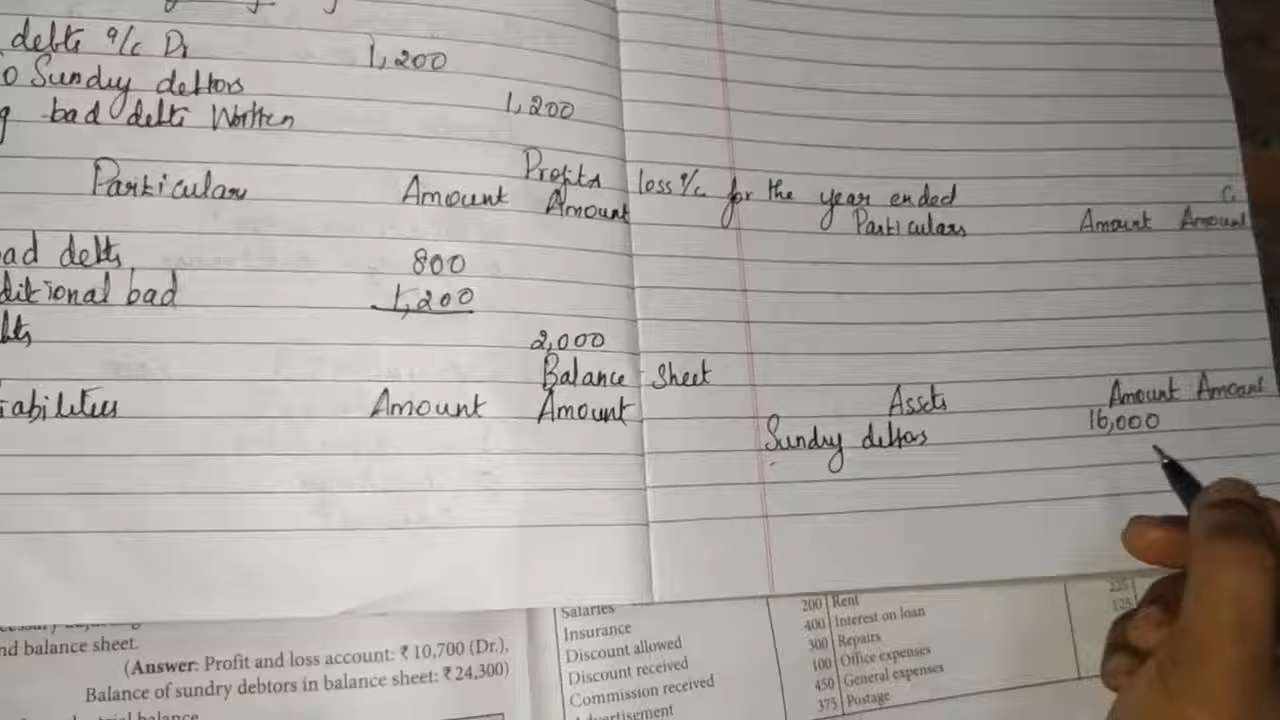 debts a/c Dr 1,200
o Sundry debtors 1,200
g bad debts Written
Profits loss a/c for the year ended
Particulars Amount Amount Particulars Amount Amount
ad debts 800
ditional bad 1,200
bts 2,000
Balance Sheet
iabilities Amount Amount Assets Amount Amount
Sundry debtors 16,000
nd balance sheet.
(Answer: Profit and loss account: ₹ 10,700 (Dr.),
Balance of sundry debtors in balance sheet: ₹ 24,300)
Salaries 200 Rent
Insurance 400 Interest on loan 125
Discount allowed 300 Repairs
Discount received 100 Office expenses
Commission received 450 General expenses
375 Postage